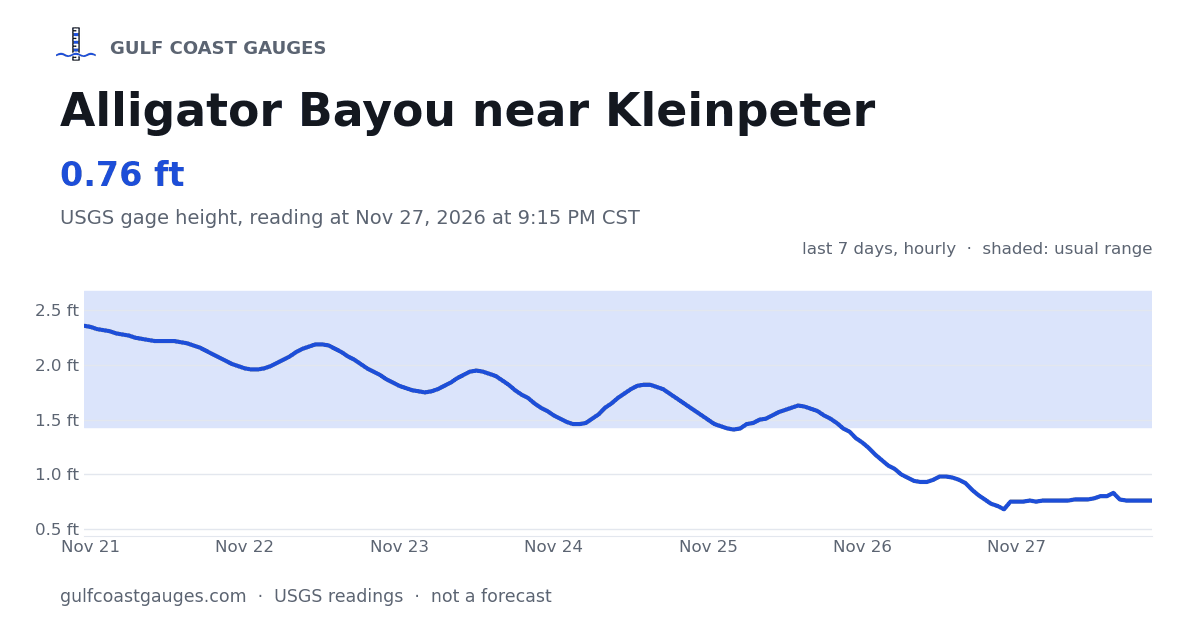 GULF COAST GAUGES
Alligator Bayou near Kleinpeter
0.76 ft
USGS gage height, reading at Nov 27, 2026 at 9:15 PM CST
last 7 days, hourly · shaded: usual range
2.5 ft
2.0 ft
1.5 ft
1.0 ft
0.5 ft
Nov 21 Nov 22 Nov 23 Nov 24 Nov 25 Nov 26 Nov 27
gulfcoastgauges.com · USGS readings · not a forecast